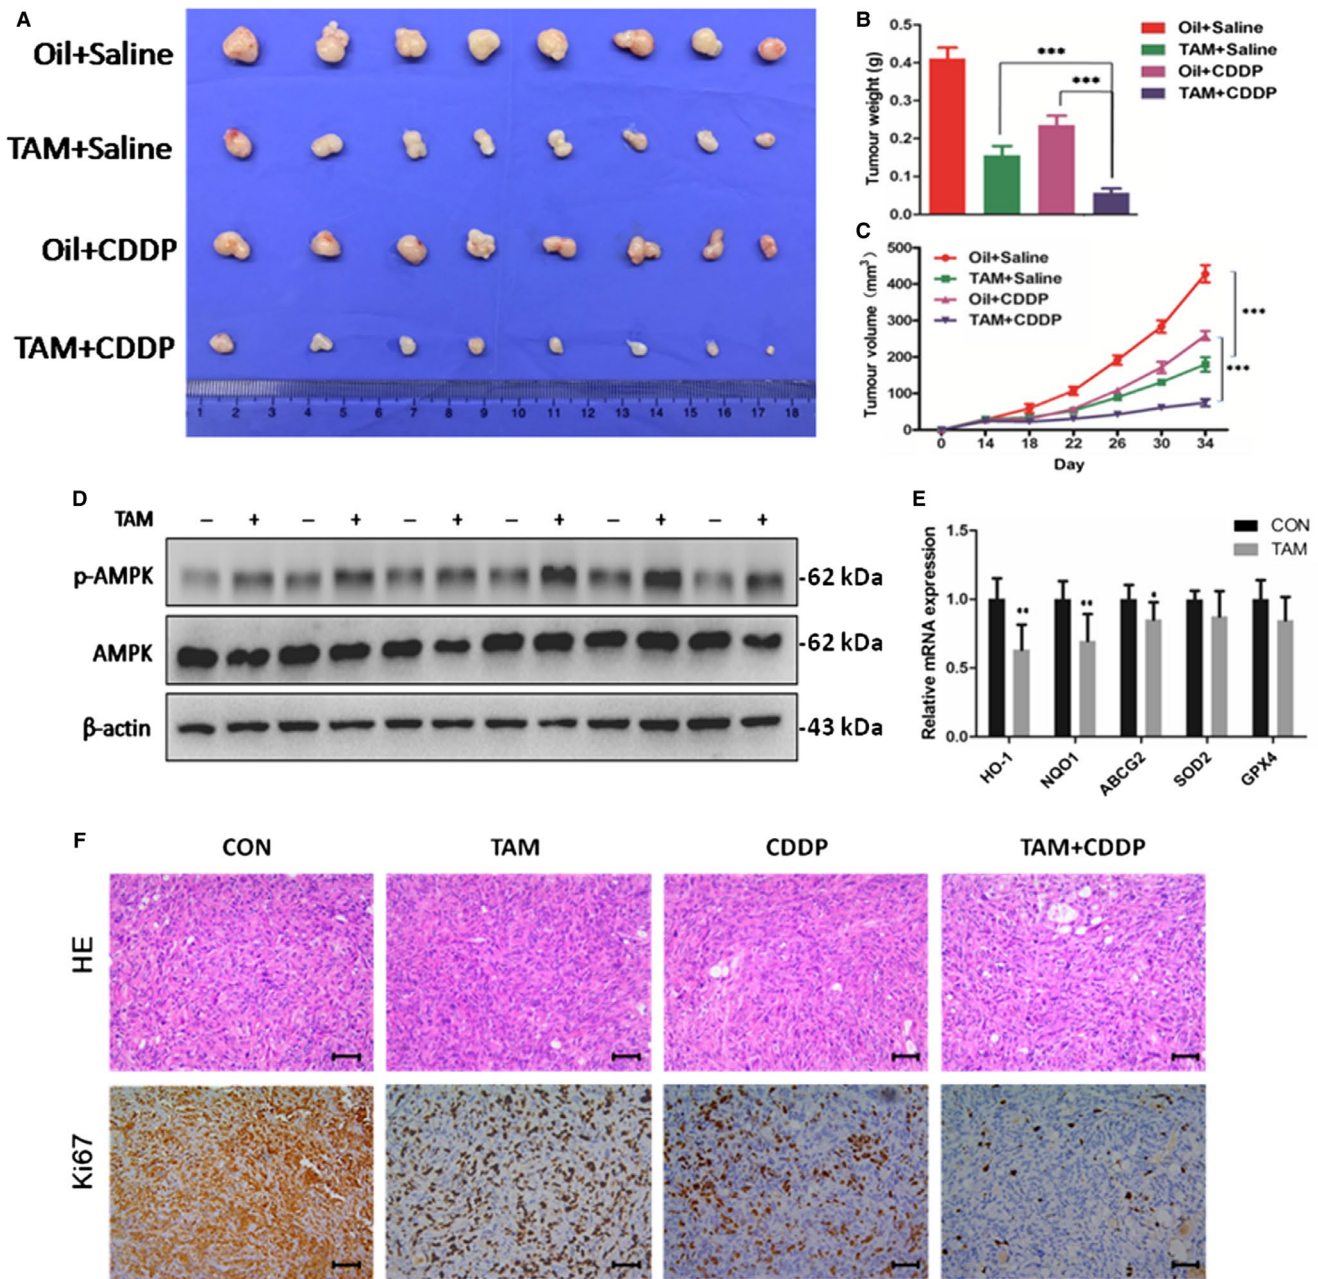 A
Oil+Saline
TAM+Saline
Oil+CDDP
TAM+CDDP
1 2 3 4 5 6 7 8 9 10 11 12 13 14 15 16 17 18
B
Tumour weight (g)
0.5
0.4
0.3
0.2
0.1
0.0
***
***
Oil+Saline
TAM+Saline
Oil+CDDP
TAM+CDDP
C
Tumour volume (mm³)
500
400
300
200
100
0
Oil+Saline
TAM+Saline
Oil+CDDP
TAM+CDDP
***
***
0 14 18 22 26 30 34
Day
D
TAM – + – + – + – + – + – +
p-AMPK -62 kDa
AMPK -62 kDa
β-actin -43 kDa
E
Relative mRNA expression
1.5
1.0
0.5
0.0
** ** *
CON
TAM
HO-1 NQO1 ABCG2 SOD2 GPX4
F
CON TAM CDDP TAM+CDDP
HE
Ki67